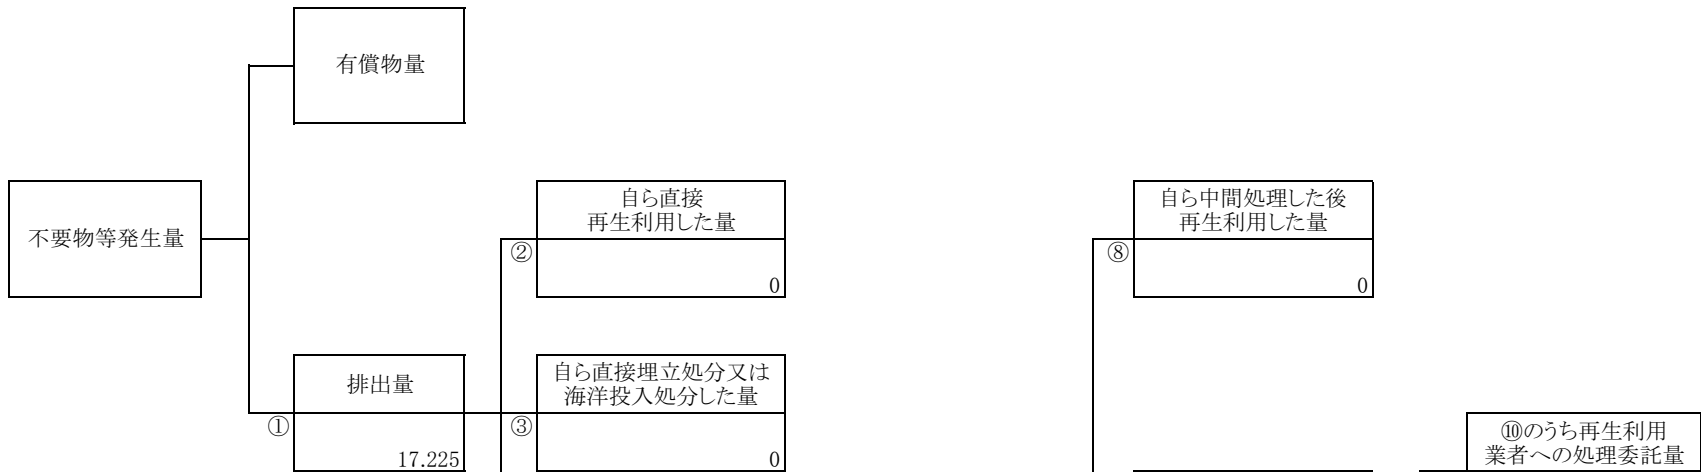 有償物量
不要物等発生量
自ら直接
再生利用した量
②
0
自ら中間処理した後
再生利用した量
⑧
0
排出量
①
17.225
自ら直接埋立処分又は
海洋投入処分した量
③
0
⑩のうち再生利用
業者への処理委託量